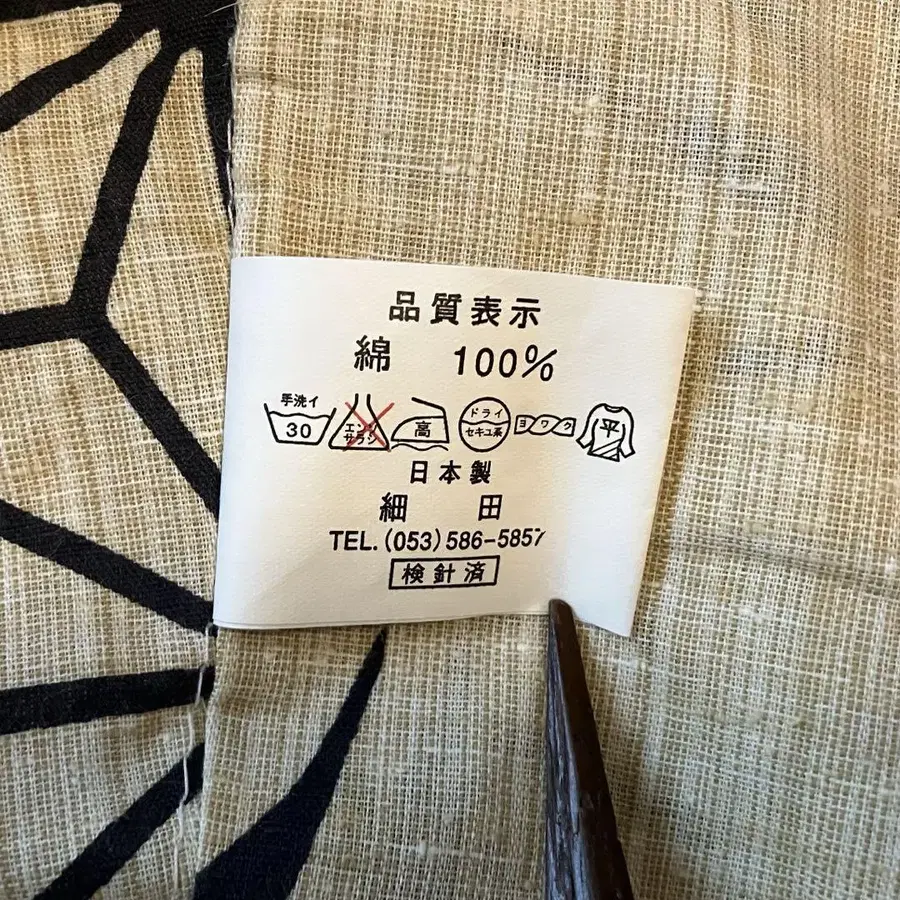 品質表示
綿 100%
手洗イ
30 エンソ サラシ 高 ドライ セキユ系 ヨワク 平
日本製
細田
TEL.(053)586-5857
検針済